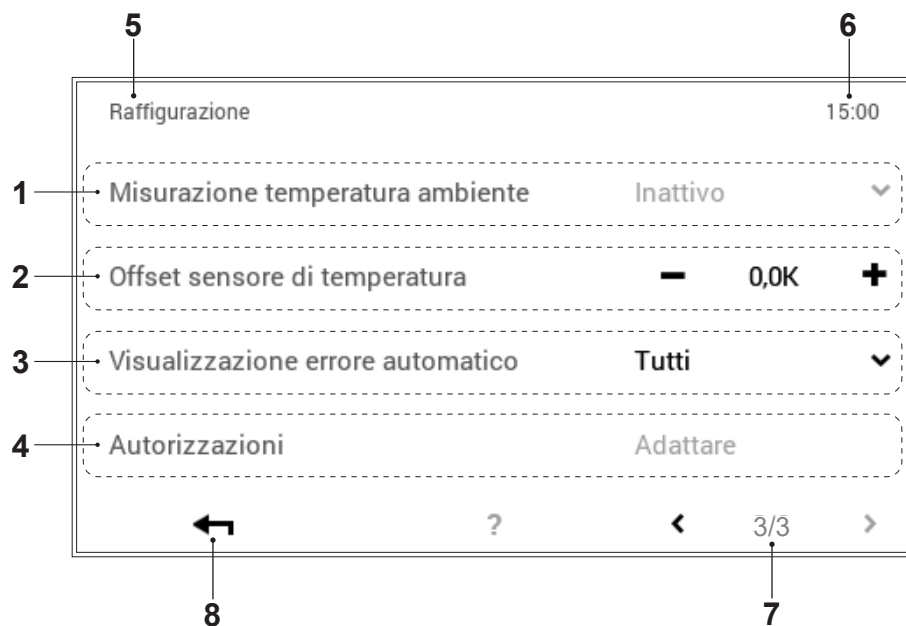 5 6
Raffigurazione 15:00
1 Misurazione temperatura ambiente Inattivo
2 Offset sensore di temperatura − 0,0K +
3 Visualizzazione errore automatico Tutti
4 Autorizzazioni Adattare
? < 3/3 >
8 7